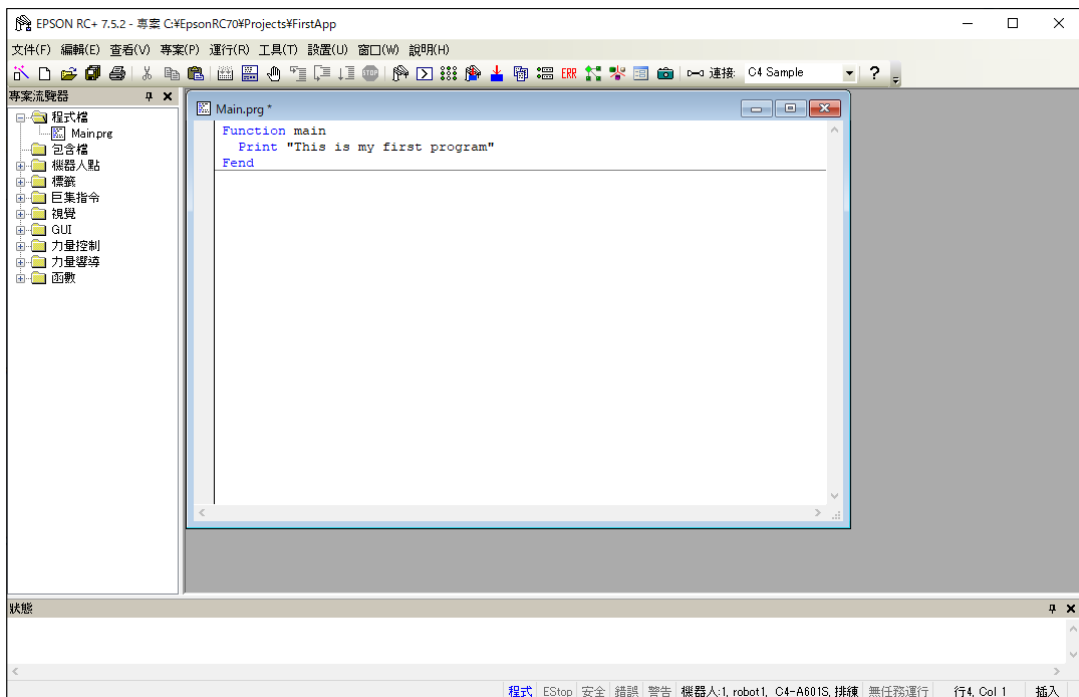 EPSON RC+ 7.5.2 - 專案 C:¥EpsonRC70¥Projects¥FirstApp
文件(F) 編輯(E) 查看(V) 專案(P) 運行(R) 工具(T) 設置(U) 窗口(W) 說明(H)
STOP ERR 連接: C4 Sample ?
專案流覽器
程式檔
Main.prg
包含檔
機器人點
標籤
巨集指令
視覺
GUI
力量控制
力量嚮導
函數
Main.prg *
Function main
Print "This is my first program"
Fend
狀態
程式 EStop 安全 錯誤 警告 機器人:1, robot1, C4-A601S, 排練 無任務運行 行4, Col 1 插入